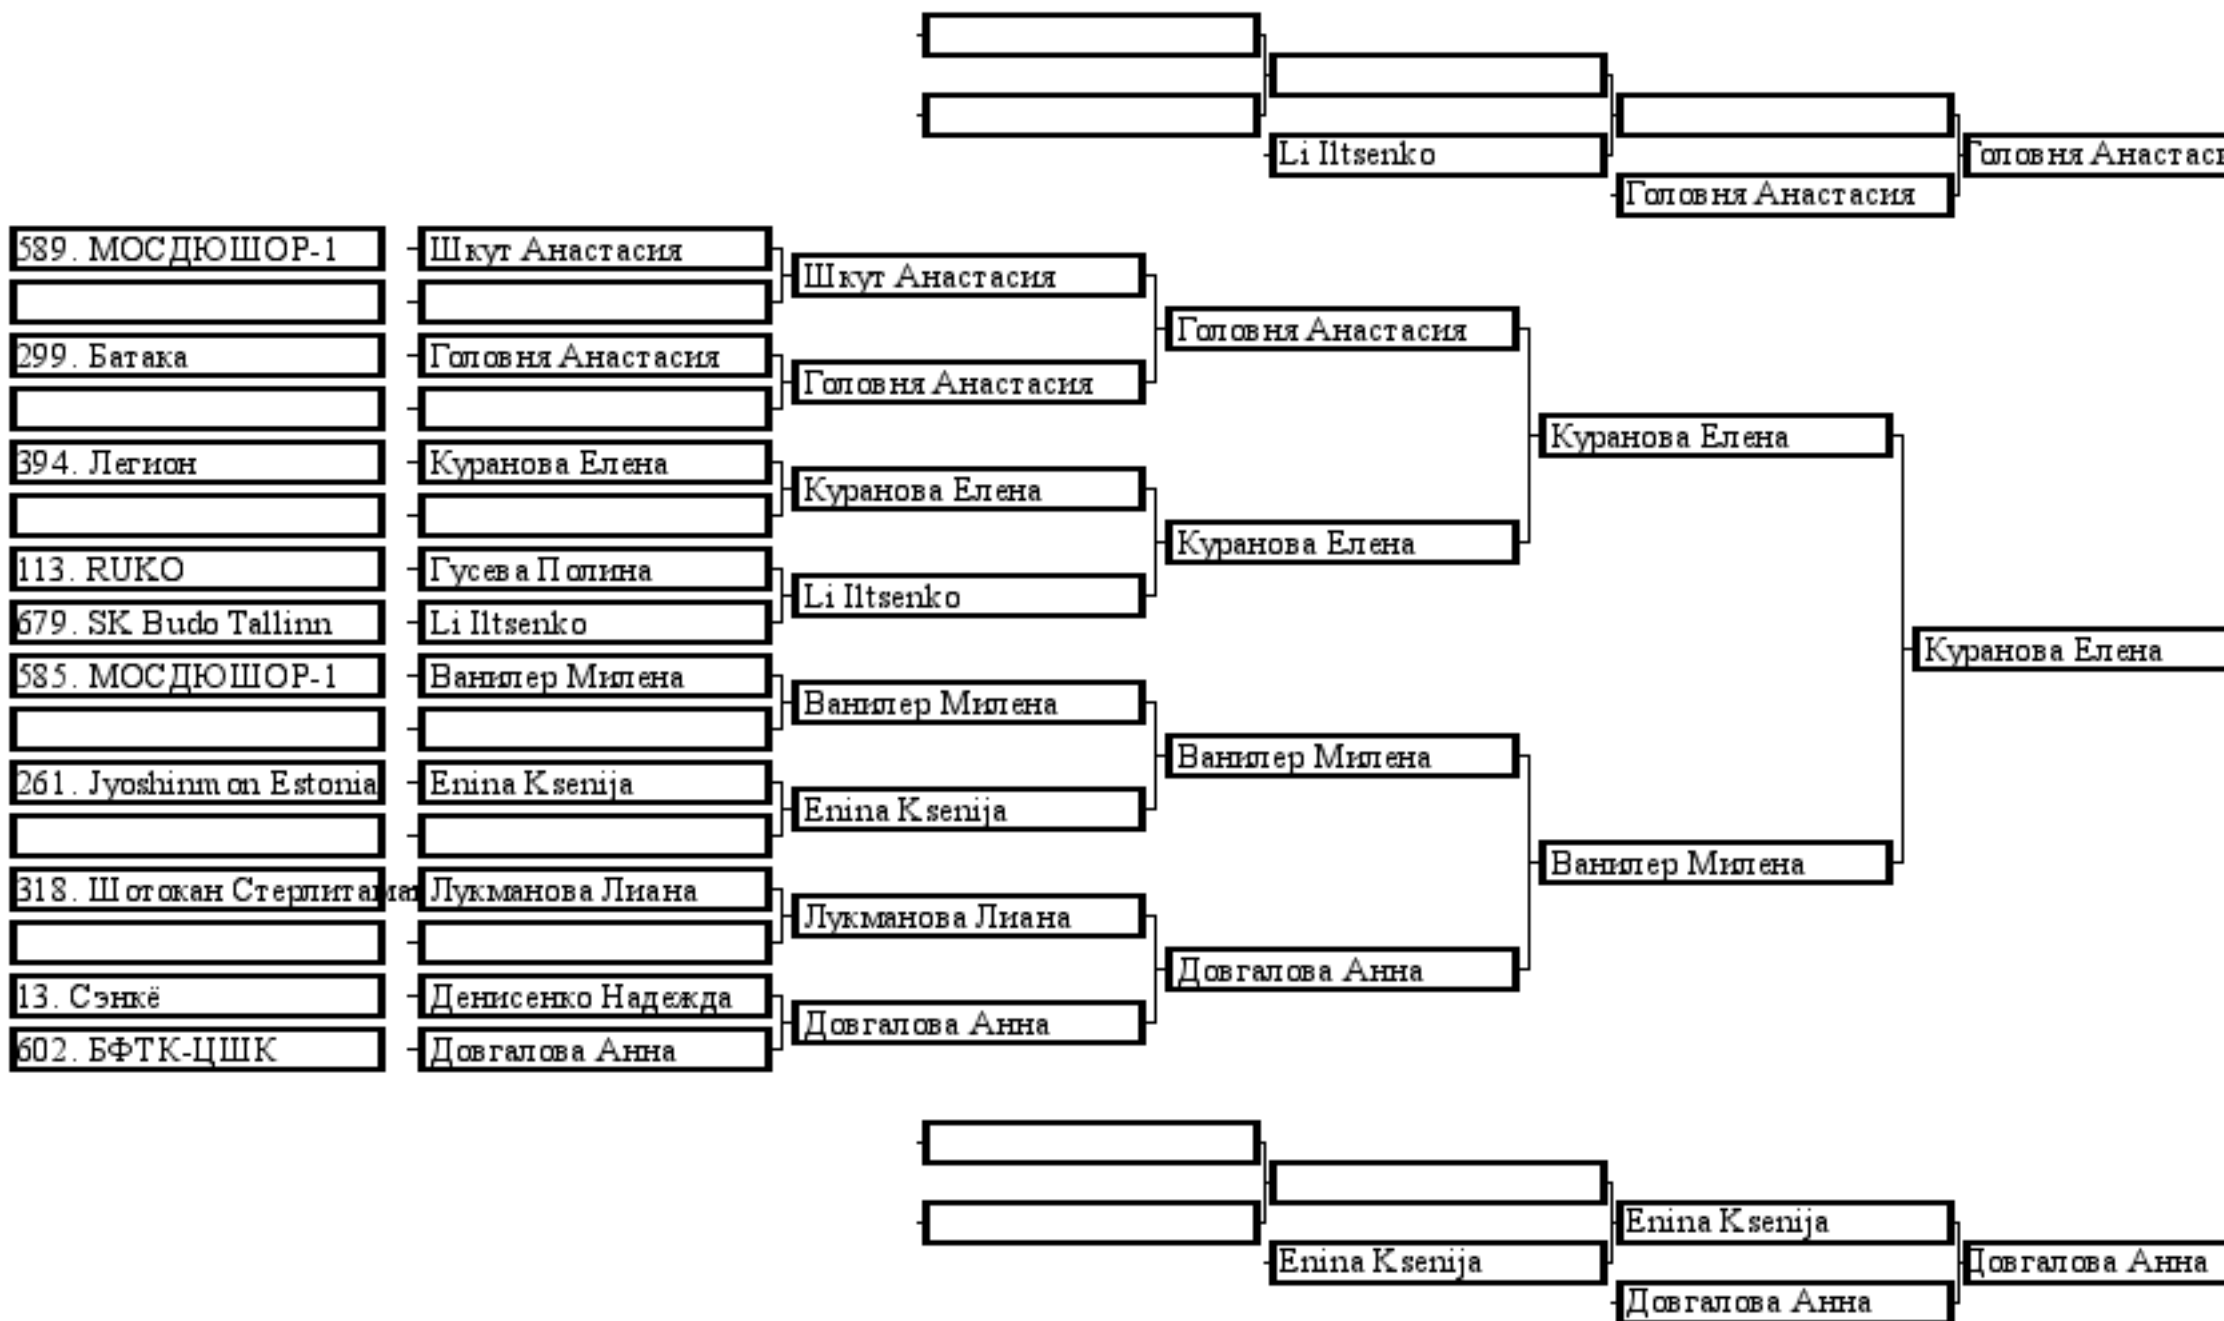 Li Iltsenko
Головня Анастаси
Головня Анастасия
589. МОСДЮШОР-1
Шкут Анастасия
Шкут Анастасия
Головня Анастасия
299. Батака
Головня Анастасия
Головня Анастасия
394. Легион
Куранова Елена
Куранова Елена
Куранова Елена
Куранова Елена
113. RUKO
Гусева Полина
Li Iltsenko
679. SK Budo Tallinn
Li Iltsenko
Куранова Елена
585. МОСДЮШОР-1
Ванилер Милена
Ванилер Милена
Ванилер Милена
261. Jyoshinmon Estonia
Enina Ksenija
Enina Ksenija
Ванилер Милена
318. Шотокан Стерлитамак
Лукманова Лиана
Лукманова Лиана
Довгалова Анна
13. Сэнкё
Денисенко Надежда
Довгалова Анна
602. БФТК-ЦШК
Довгалова Анна
Enina Ksenija
Enina Ksenija
Довгалова Анна
Довгалова Анна